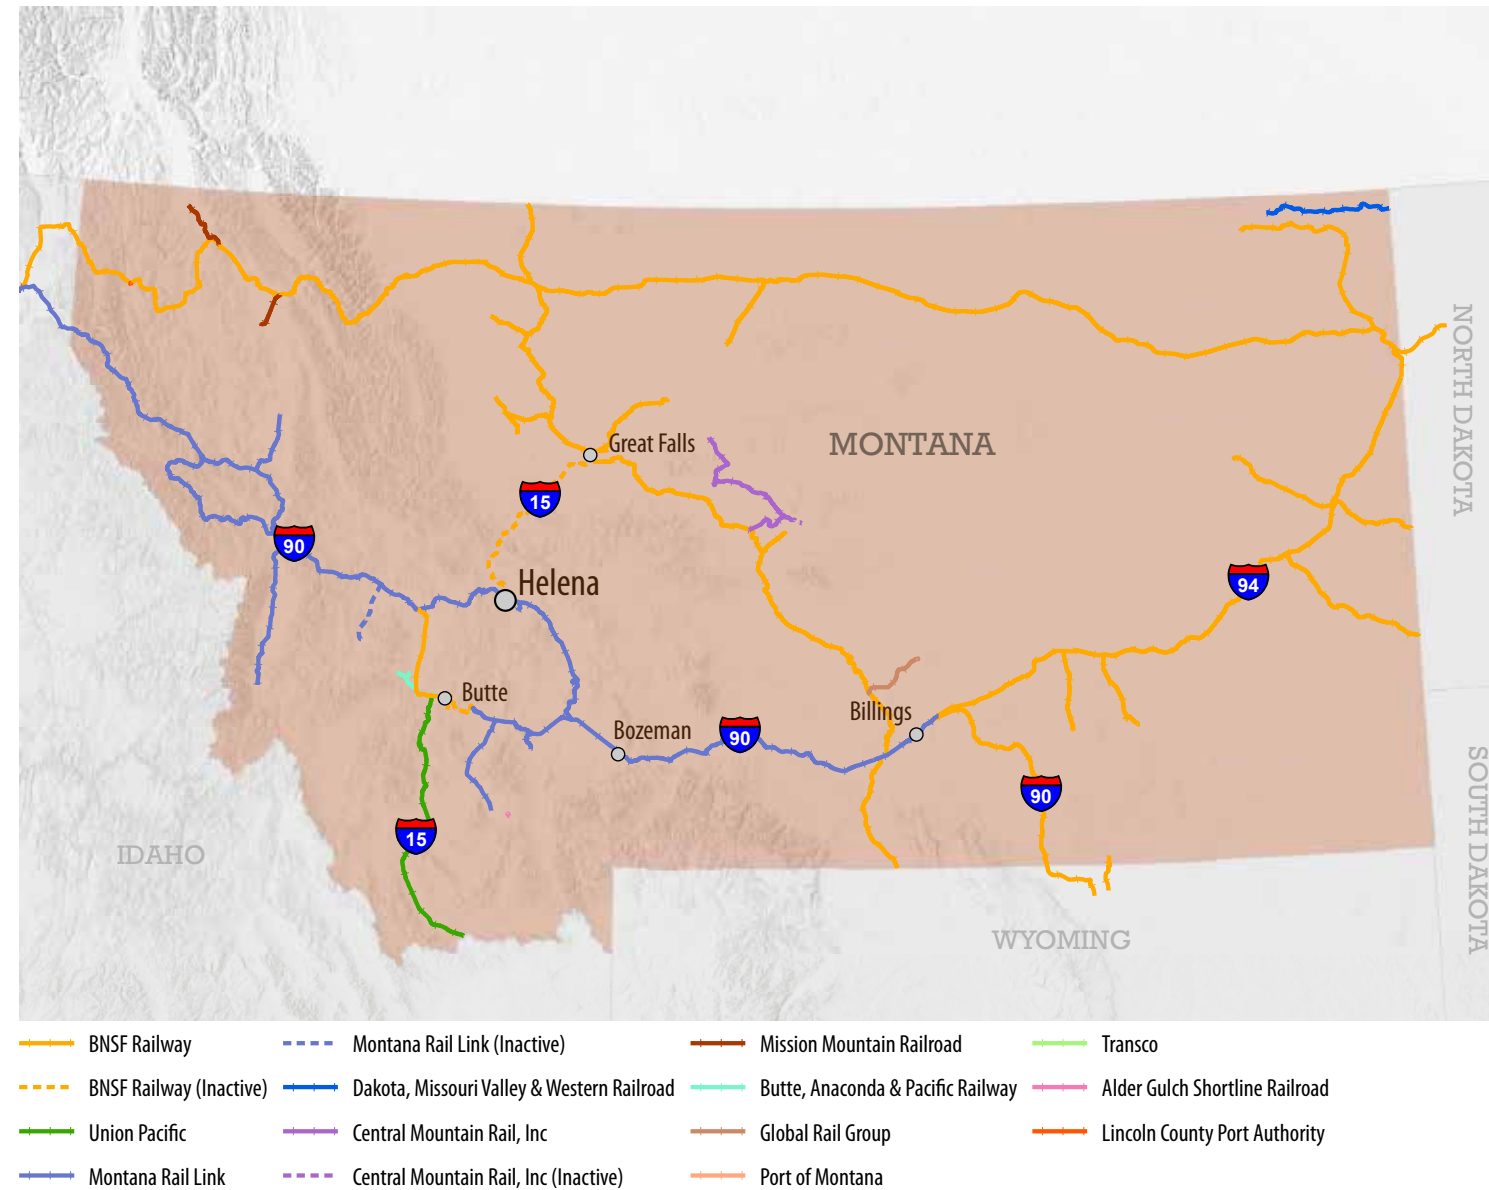 NORTH DAKOTA
Great Falls
MONTANA
15
90
Helena
94
Butte
Billings
Bozeman
90
90
15
IDAHO
SOUTH DAKOTA
WYOMING
BNSF Railway
Montana Rail Link (Inactive)
Mission Mountain Railroad
Transco
BNSF Railway (Inactive)
Dakota, Missouri Valley & Western Railroad
Butte, Anaconda & Pacific Railway
Alder Gulch Shortline Railroad
Union Pacific
Central Mountain Rail, Inc
Global Rail Group
Lincoln County Port Authority
Montana Rail Link
Central Mountain Rail, Inc (Inactive)
Port of Montana